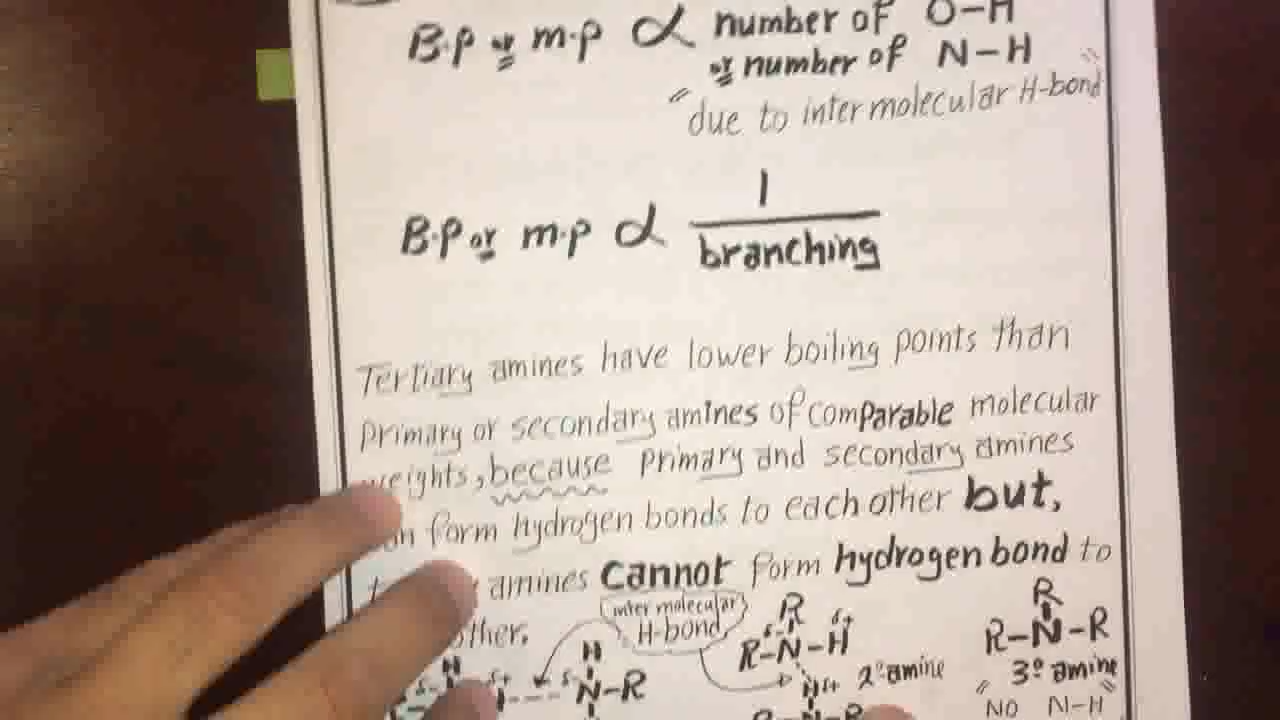 B.P or m.p ∝ number of O-H
or number of N-H
"due to inter molecular H-bond"
B.P or m.p ∝ 1
branching
Tertiary amines have lower boiling points than
primary or secondary amines of comparable molecular
weights, because primary and secondary amines
form hydrogen bonds to each other but,
amines cannot form hydrogen bond to
other.
inter molecular
H-bond
R
δ- δ+
R-N-H
H
δ- N-R
2° amine
R
R-N-R
3° amine
"NO N-H"